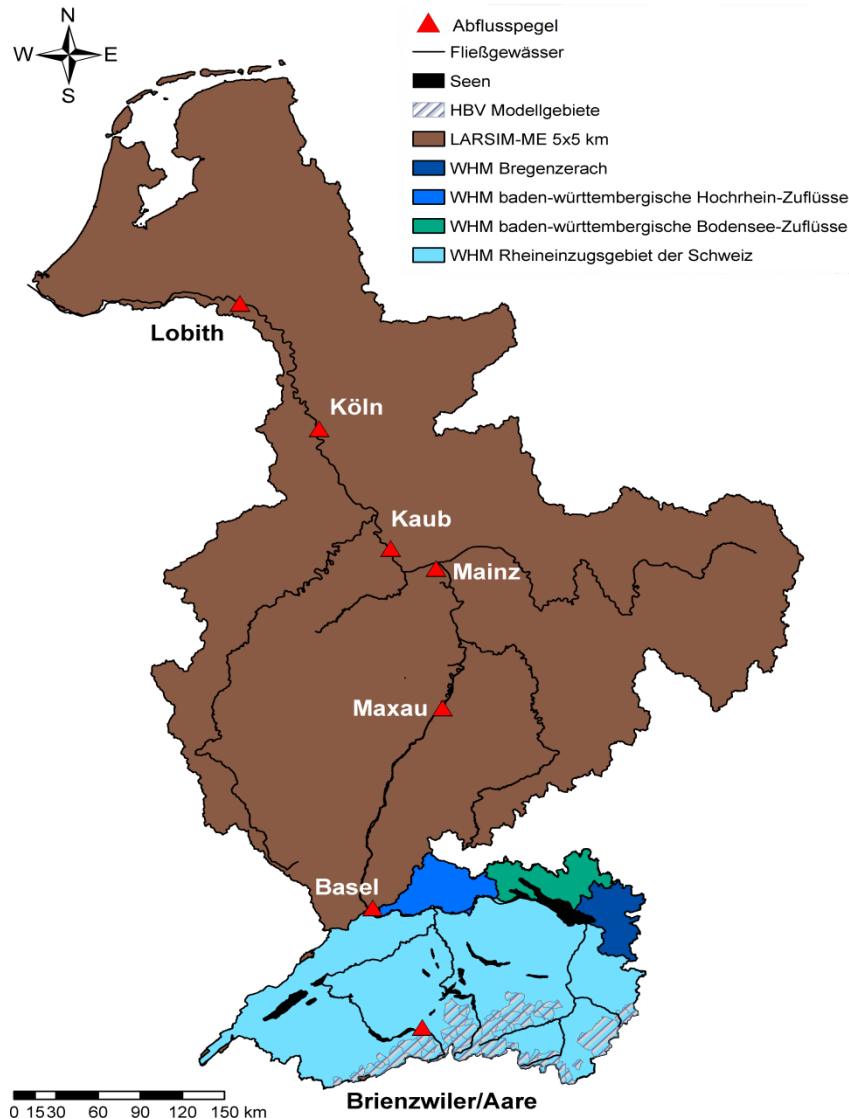 N
W E
S
Abflusspegel
Fließgewässer
Seen
HBV Modellgebiete
LARSIM-ME 5x5 km
WHM Bregenzerach
WHM baden-württembergische Hochrhein-Zuflüsse
WHM baden-württembergische Bodensee-Zuflüsse
WHM Rheineinzugsgebiet der Schweiz
Lobith
Köln
Kaub
Mainz
Maxau
Basel
Brienzwiler/Aare
0 1530 60 90 120 150 km